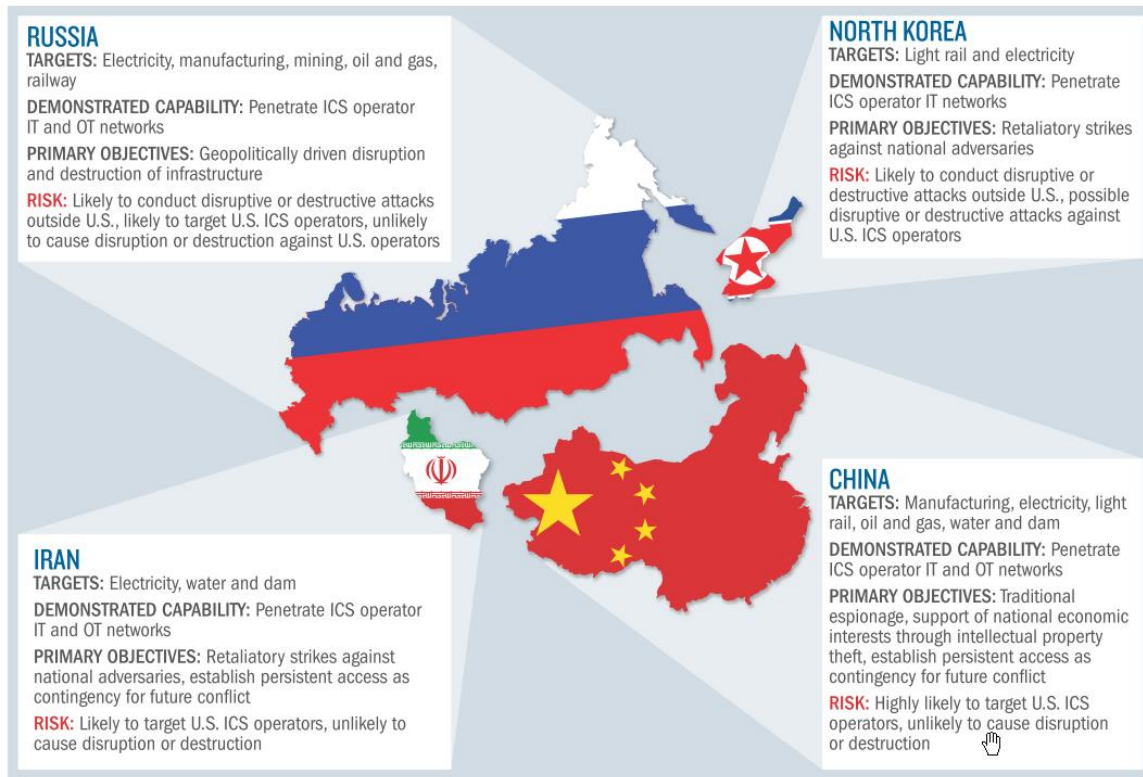 RUSSIA
TARGETS: Electricity, manufacturing, mining, oil and gas,
railway
DEMONSTRATED CAPABILITY: Penetrate ICS operator
IT and OT networks
PRIMARY OBJECTIVES: Geopolitically driven disruption
and destruction of infrastructure
RISK: Likely to conduct disruptive or destructive attacks
outside U.S., likely to target U.S. ICS operators, unlikely
to cause disruption or destruction against U.S. operators
NORTH KOREA
TARGETS: Light rail and electricity
DEMONSTRATED CAPABILITY: Penetrate
ICS operator IT networks
PRIMARY OBJECTIVES: Retaliatory strikes
against national adversaries
RISK: Likely to conduct disruptive or
destructive attacks outside U.S., possible
disruptive or destructive attacks against
U.S. ICS operators
IRAN
TARGETS: Electricity, water and dam
DEMONSTRATED CAPABILITY: Penetrate ICS operator
IT and OT networks
PRIMARY OBJECTIVES: Retaliatory strikes against
national adversaries, establish persistent access as
contingency for future conflict
RISK: Likely to target U.S. ICS operators, unlikely to
cause disruption or destruction
CHINA
TARGETS: Manufacturing, electricity, light
rail, oil and gas, water and dam
DEMONSTRATED CAPABILITY: Penetrate
ICS operator IT and OT networks
PRIMARY OBJECTIVES: Traditional
espionage, support of national economic
interests through intellectual property
theft, establish persistent access as
contingency for future conflict
RISK: Highly likely to target U.S. ICS
operators, unlikely to cause disruption
or destruction